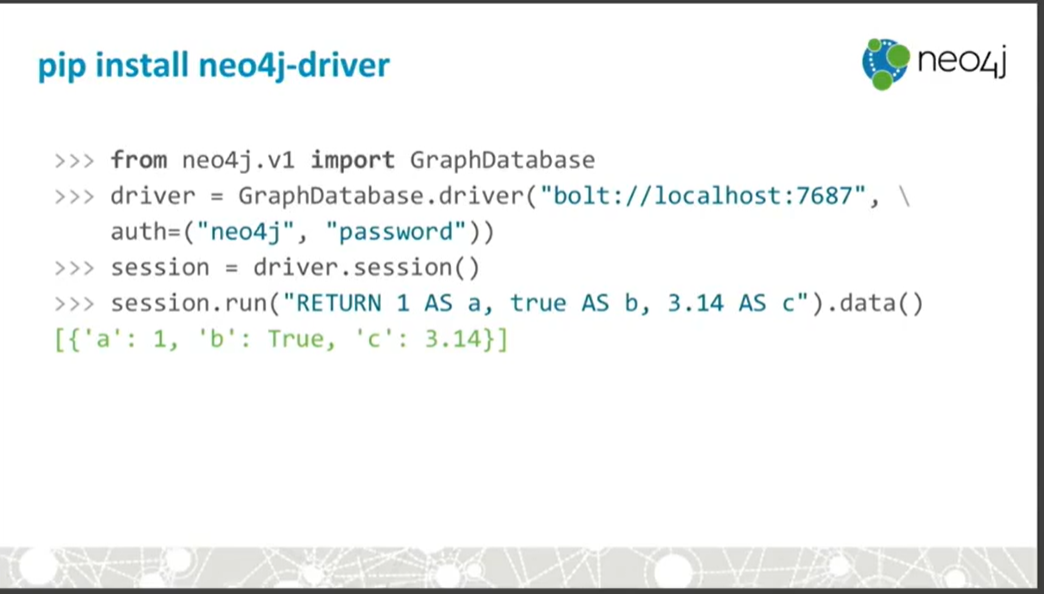 pip install neo4j-driver
neo4j
>>> from neo4j.v1 import GraphDatabase
>>> driver = GraphDatabase.driver("bolt://localhost:7687", \
auth=("neo4j", "password"))
>>> session = driver.session()
>>> session.run("RETURN 1 AS a, true AS b, 3.14 AS c").data()
[{'a': 1, 'b': True, 'c': 3.14}]